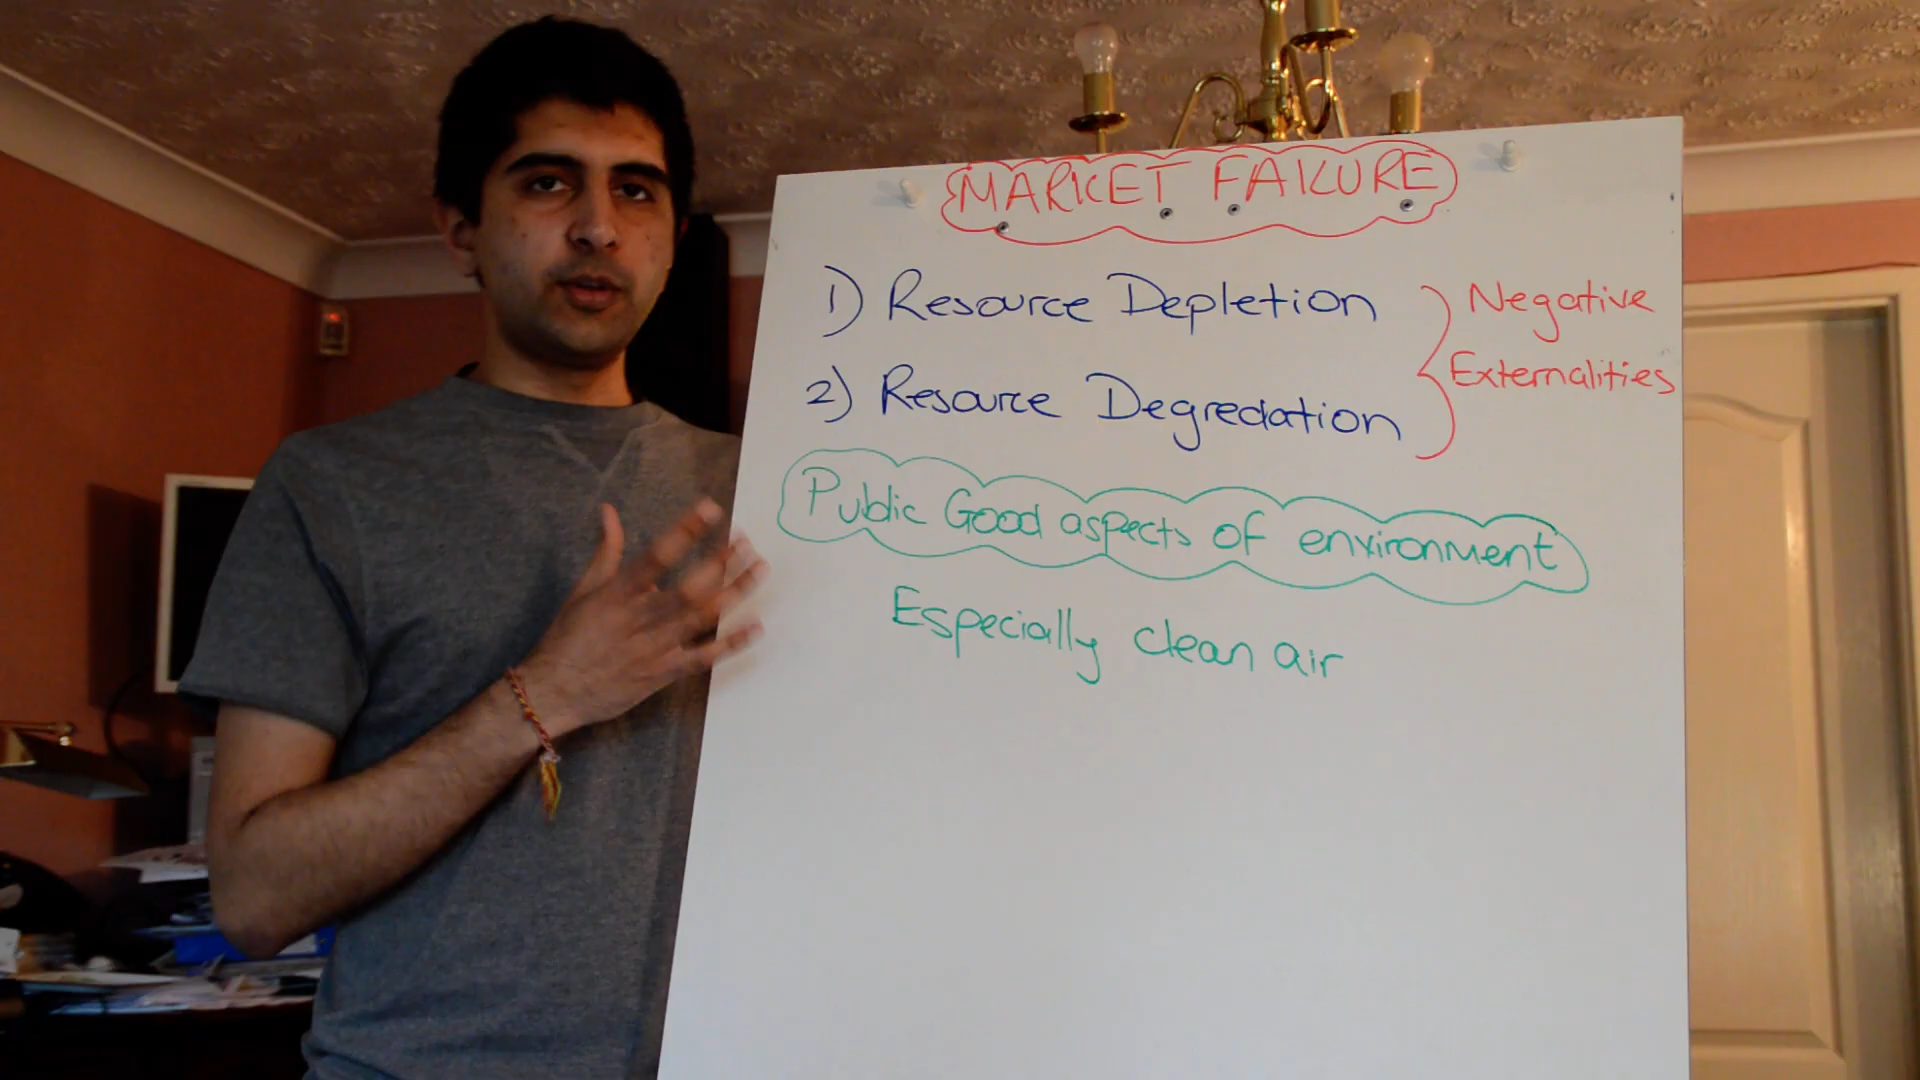 MARKET FAILURE
1) Resource Depletion
2) Resource Degredation
Negative
Externalities
Public Good aspects of environment
Especially clean air